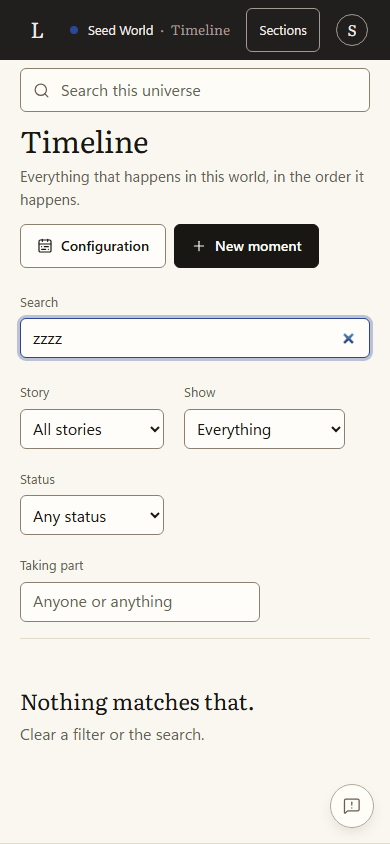 L
Seed World · Timeline
Sections
S
Search this universe
Timeline
Everything that happens in this world, in the order it
happens.
Configuration
New moment
Search
zzzz
Story
Show
All stories
Everything
Status
Any status
Taking part
Anyone or anything
Nothing matches that.
Clear a filter or the search.